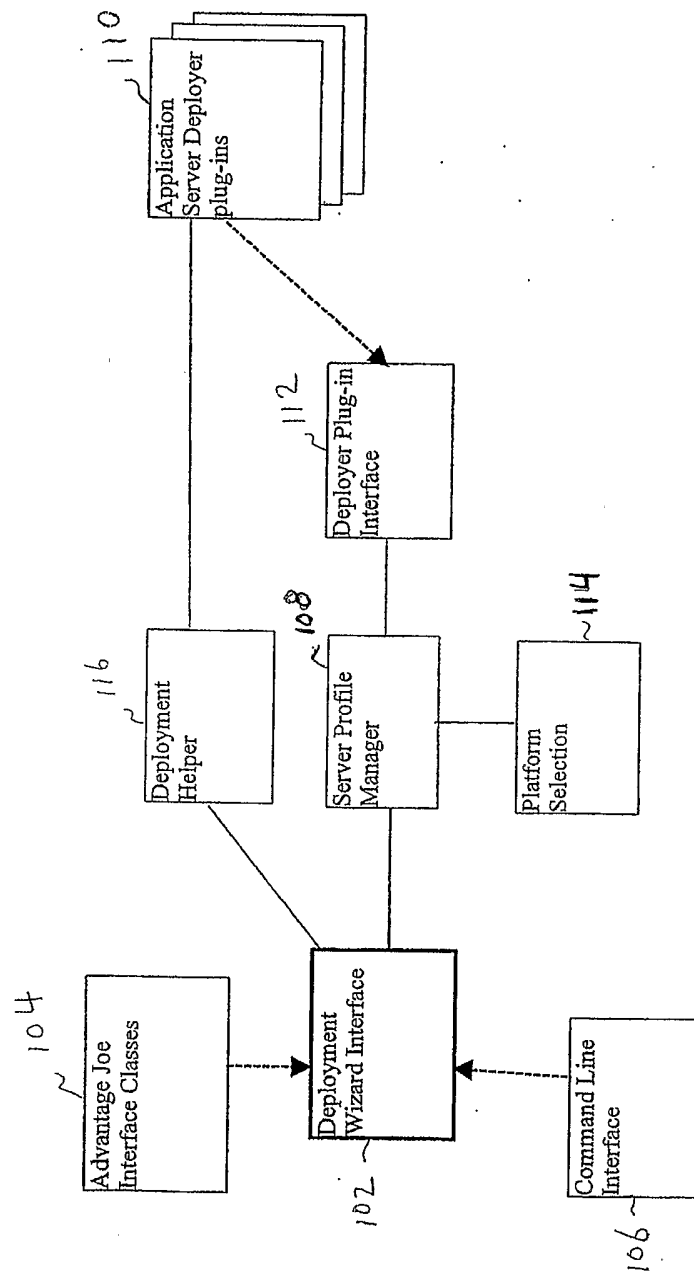 104
Advantage Joe
Interface Classes
102
Deployment
Wizard Interface
106
Command Line
Interface
116
Deployment
Helper
108
Server Profile
Manager
114
Platform
Selection
112
Deployer Plug-in
Interface
110
Application
Server Deployer
plug-ins